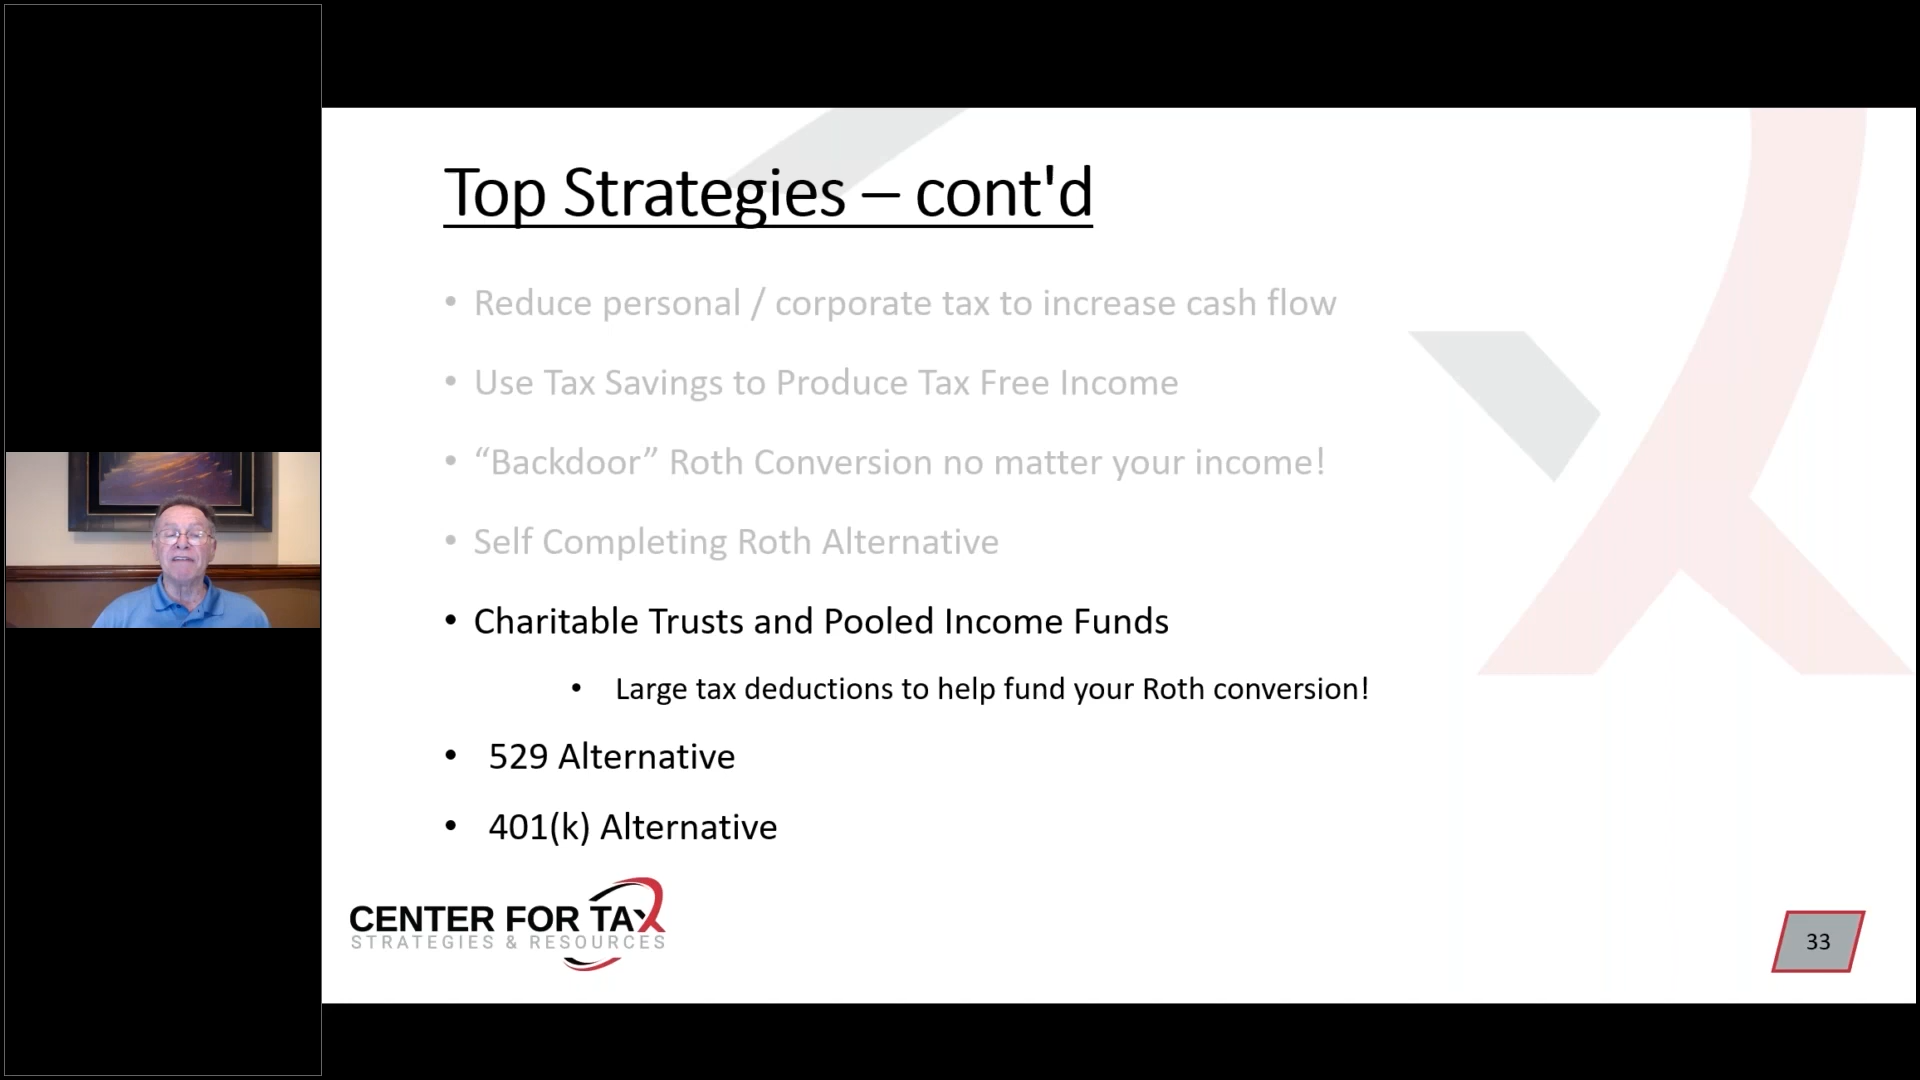 Top Strategies – cont'd
• Reduce personal / corporate tax to increase cash flow
• Use Tax Savings to Produce Tax Free Income
• “Backdoor” Roth Conversion no matter your income!
• Self Completing Roth Alternative
• Charitable Trusts and Pooled Income Funds
• Large tax deductions to help fund your Roth conversion!
• 529 Alternative
• 401(k) Alternative
CENTER FOR TAX
STRATEGIES & RESOURCES
33